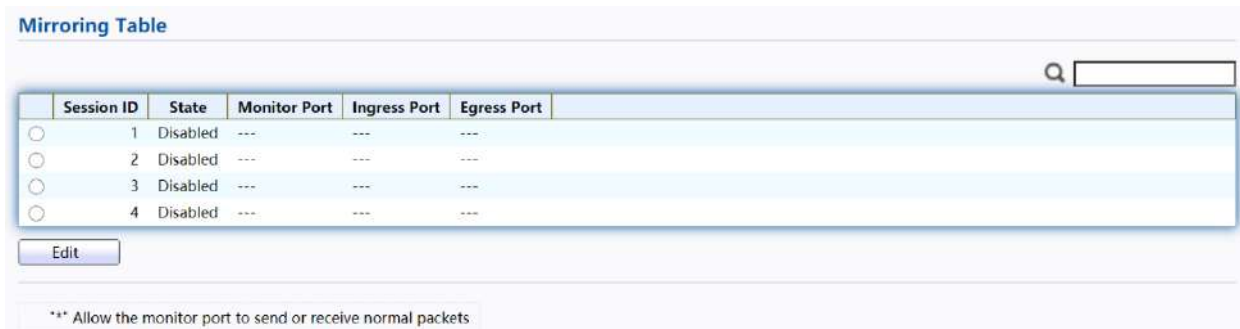 Mirroring Table
Session ID State Monitor Port Ingress Port Egress Port
1 Disabled --- --- ---
2 Disabled --- --- ---
3 Disabled --- --- ---
4 Disabled --- --- ---
Edit
"*" Allow the monitor port to send or receive normal packets